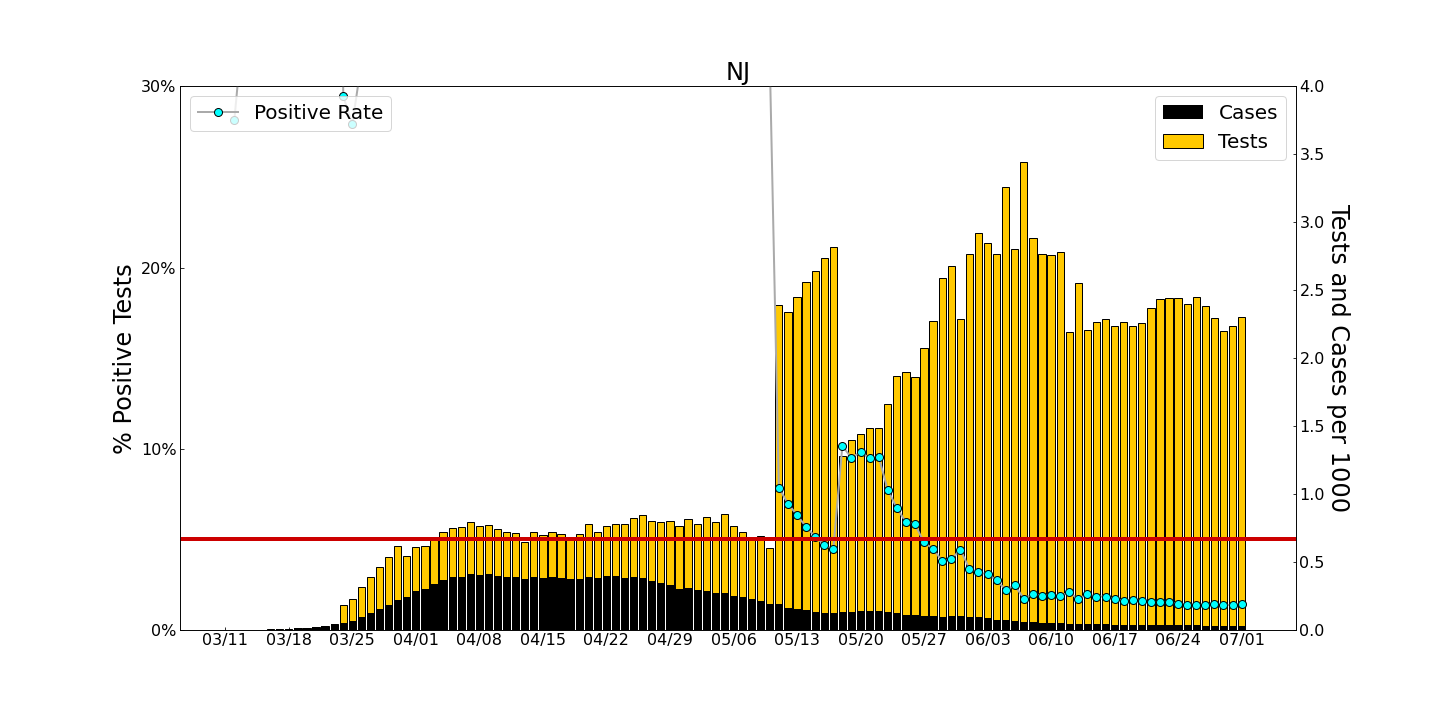 NJ
30%
20%
10%
0%
% Positive Tests
Positive Rate
Cases
Tests
4.0
3.5
3.0
2.5
2.0
1.5
1.0
0.5
0.0
Tests and Cases per 1000
03/11 03/18 03/25 04/01 04/08 04/15 04/22 04/29 05/06 05/13 05/20 05/27 06/03 06/10 06/17 06/24 07/01